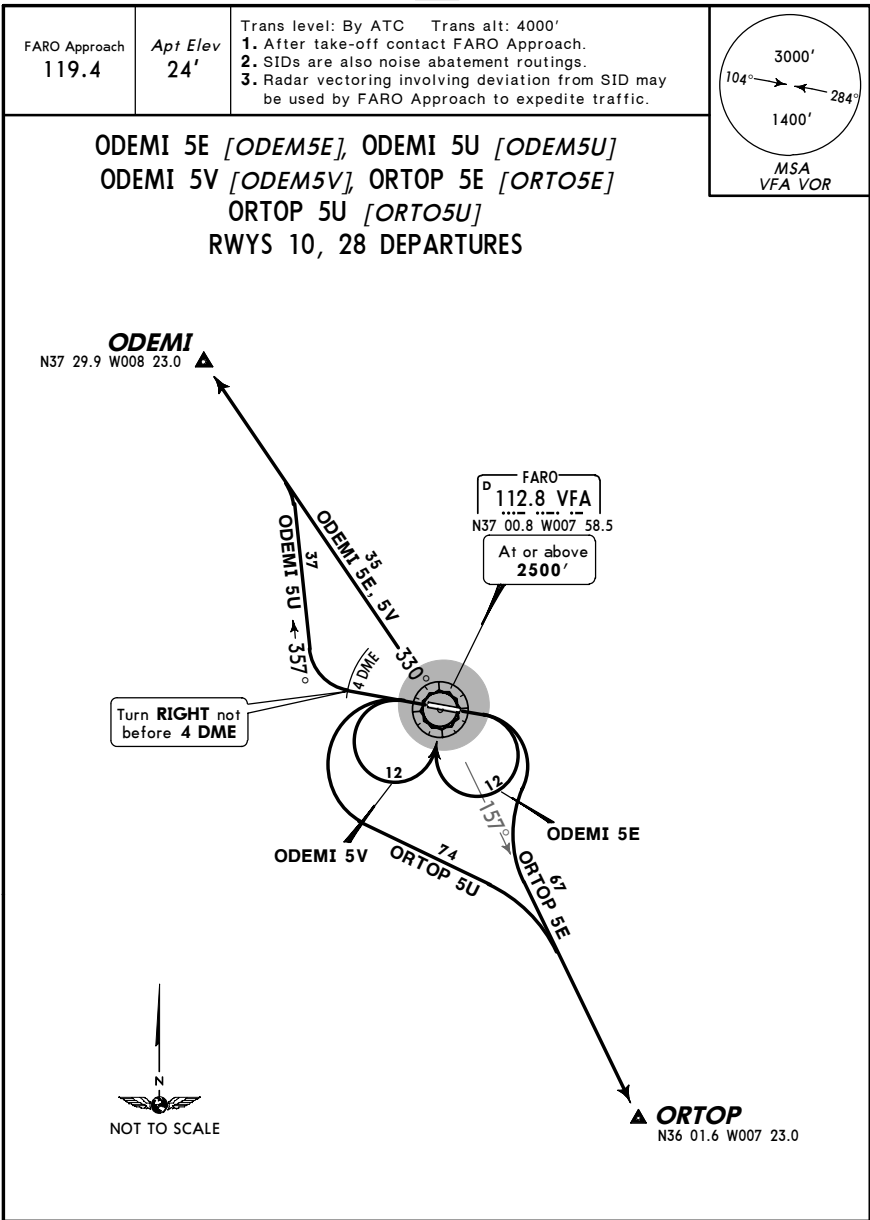 FARO Approach
119.4
Apt Elev
24'
Trans level: By ATC Trans alt: 4000'
1. After take-off contact FARO Approach.
2. SIDs are also noise abatement routings.
3. Radar vectoring involving deviation from SID may
be used by FARO Approach to expedite traffic.
3000'
104°
284°
1400'
MSA
VFA VOR
ODEMI 5E [ODEM5E], ODEMI 5U [ODEM5U]
ODEMI 5V [ODEM5V], ORTOP 5E [ORTO5E]
ORTOP 5U [ORTO5U]
RWYS 10, 28 DEPARTURES
ODEMI
N37 29.9 W008 23.0
FARO
D 112.8 VFA
N37 00.8 W007 58.5
At or above
2500'
37
ODEMI 5U
357°
35
ODEMI 5E, 5V
330°
4 DME
Turn RIGHT not
before 4 DME
12
12
157°
ODEMI 5V
ODEMI 5E
74
ORTOP 5U
67
ORTOP 5E
N
NOT TO SCALE
ORTOP
N36 01.6 W007 23.0